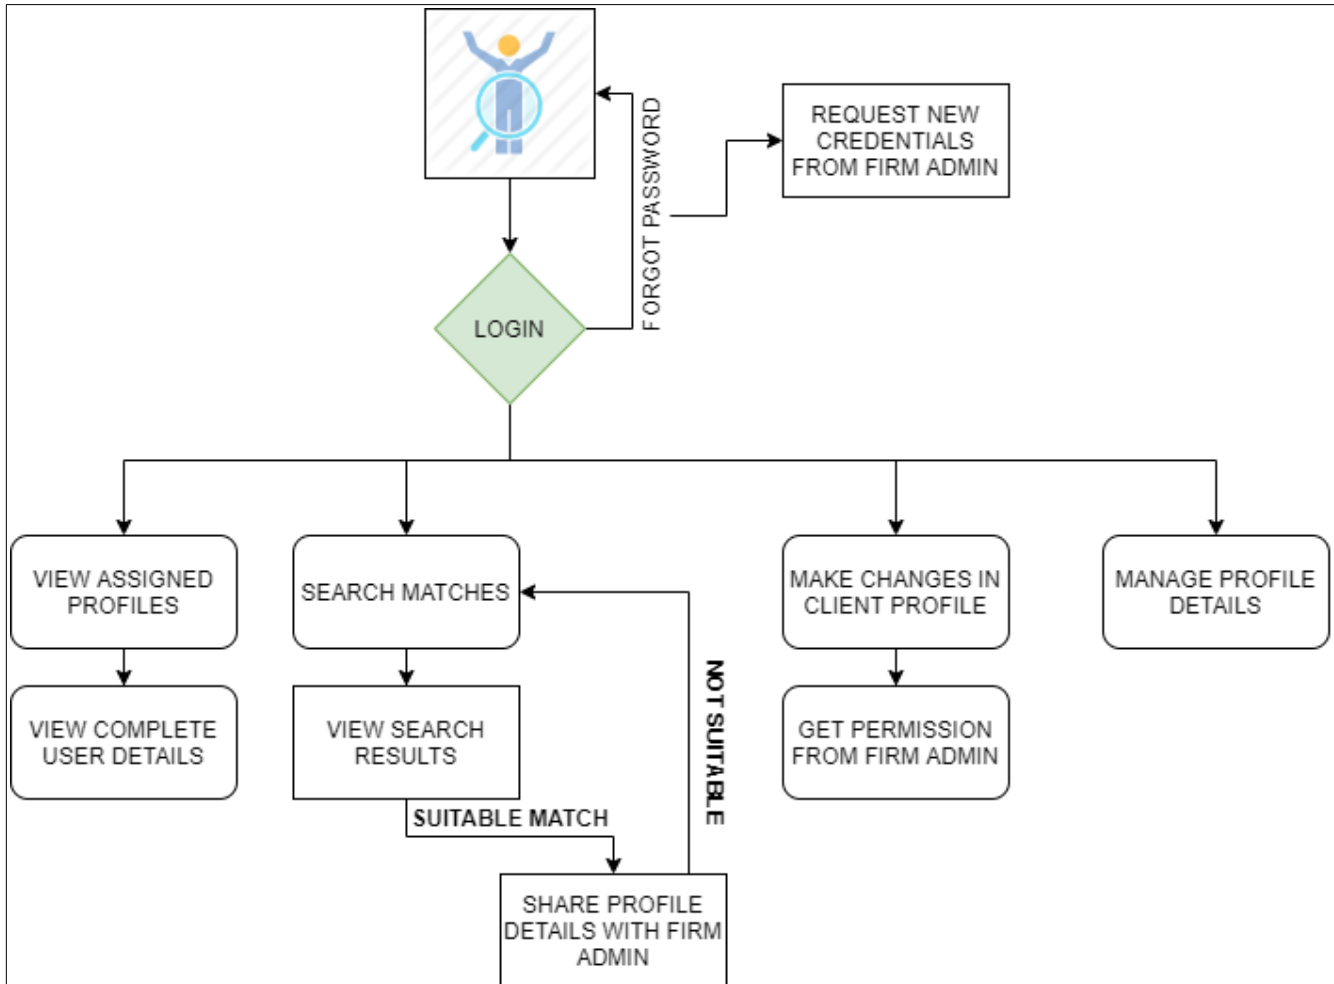 REQUEST NEW
CREDENTIALS
FROM FIRM ADMIN
FORGOT PASSWORD
LOGIN
VIEW ASSIGNED
PROFILES
SEARCH MATCHES
MAKE CHANGES IN
CLIENT PROFILE
MANAGE PROFILE
DETAILS
VIEW COMPLETE
USER DETAILS
VIEW SEARCH
RESULTS
NOT SUITABLE
GET PERMISSION
FROM FIRM ADMIN
SUITABLE MATCH
SHARE PROFILE
DETAILS WITH FIRM
ADMIN